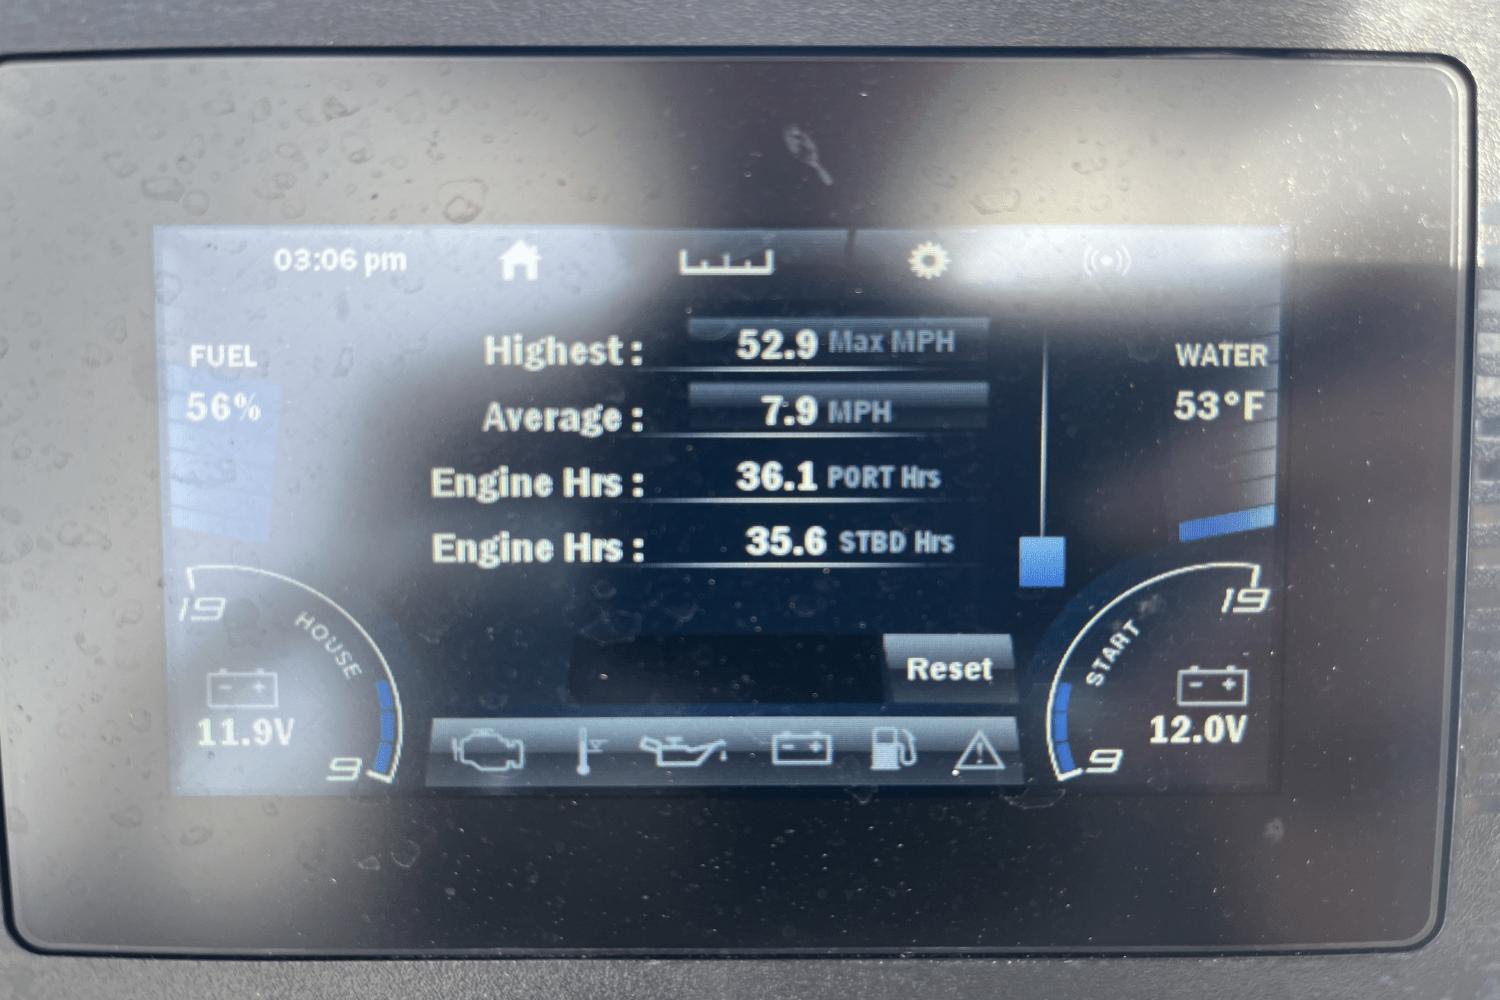 03:06 pm
FUEL
56%
Highest : 52.9 Max MPH
Average : 7.9 MPH
Engine Hrs : 36.1 PORT Hrs
Engine Hrs : 35.6 STBD Hrs
WATER
53°F
19
HOUSE
11.9V
9
Reset
19
START
12.0V
9